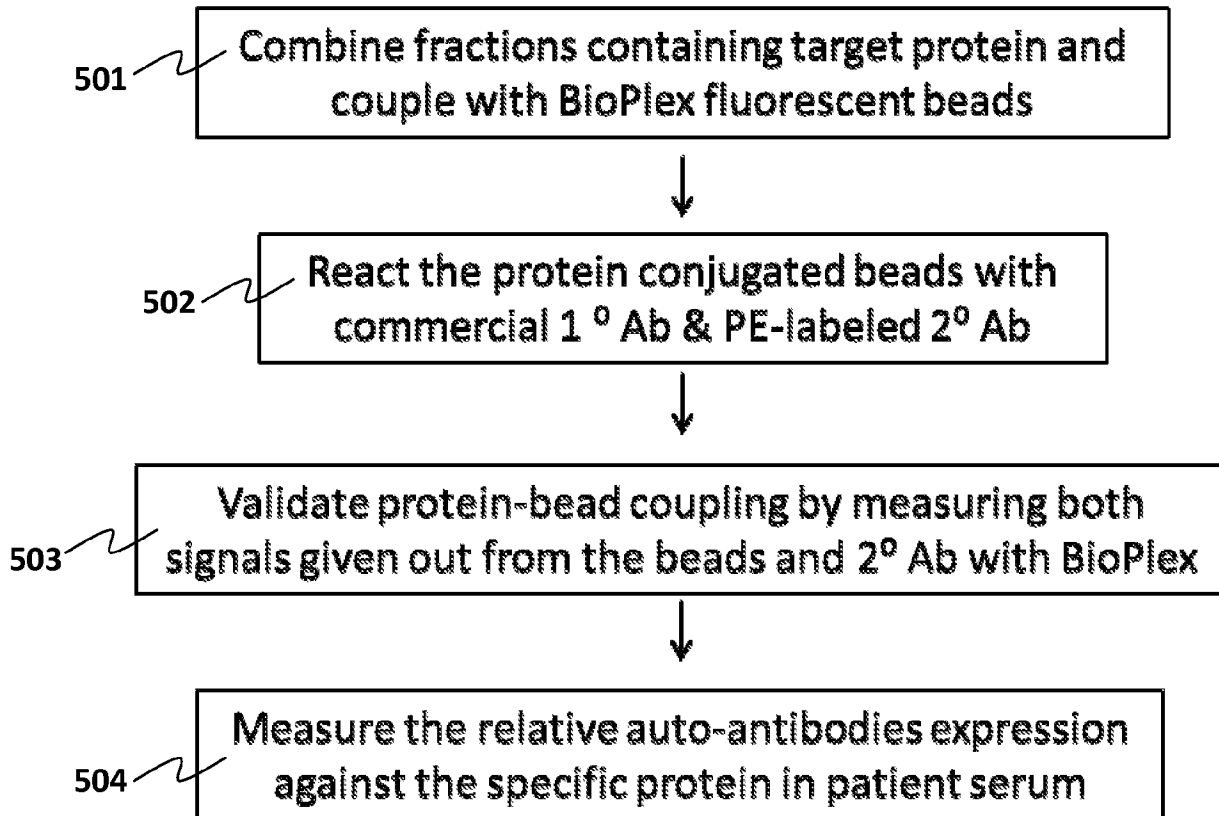 501
Combine fractions containing target protein and
couple with BioPlex fluorescent beads
502
React the protein conjugated beads with
commercial 1 º Ab & PE-labeled 2º Ab
503
Validate protein-bead coupling by measuring both
signals given out from the beads and 2º Ab with BioPlex
504
Measure the relative auto-antibodies expression
against the specific protein in patient serum